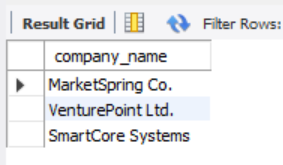 Result Grid Filter Rows:
company_name
MarketSpring Co.
VenturePoint Ltd.
SmartCore Systems